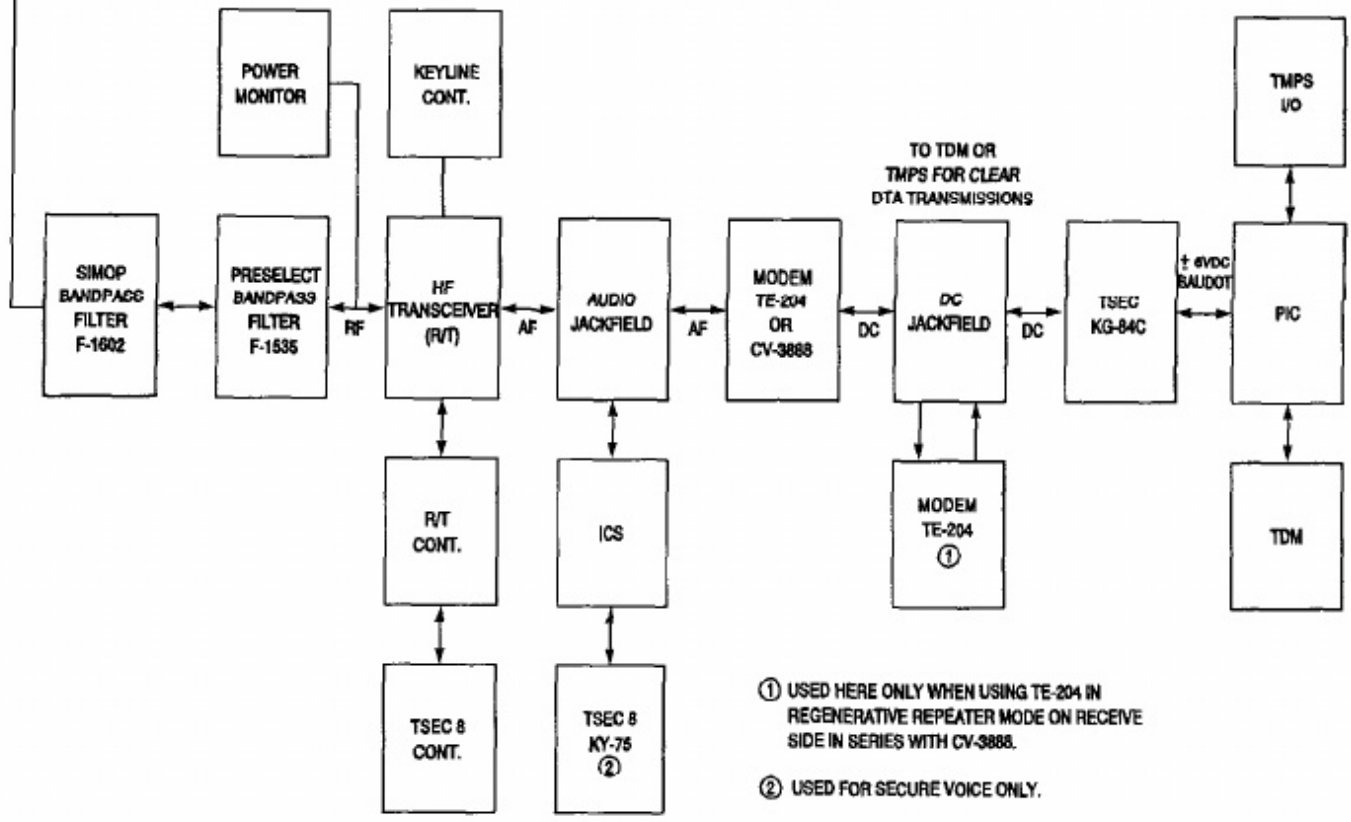 POWER
MONITOR
KEYLINE
CONT.
TMPS
I/O
TO TDM OR
TMPS FOR CLEAR
DTA TRANSMISSIONS
SIMOP
BANDPASS
FILTER
F-1602
PRESELECT
BANDPASS
FILTER
F-1535
RF
HF
TRANSCEIVER
(R/T)
AF
AUDIO
JACKFIELD
AF
MODEM
TE-204
OR
CV-3888
DC
DC
JACKFIELD
DC
TSEC
KG-84C
± 6VDC
BAUDOT
PIC
R/T
CONT.
ICS
MODEM
TE-204
①
TDM
TSEC 8
CONT.
TSEC 8
KY-75
②
① USED HERE ONLY WHEN USING TE-204 IN
REGENERATIVE REPEATER MODE ON RECEIVE
SIDE IN SERIES WITH CV-3888.
② USED FOR SECURE VOICE ONLY.